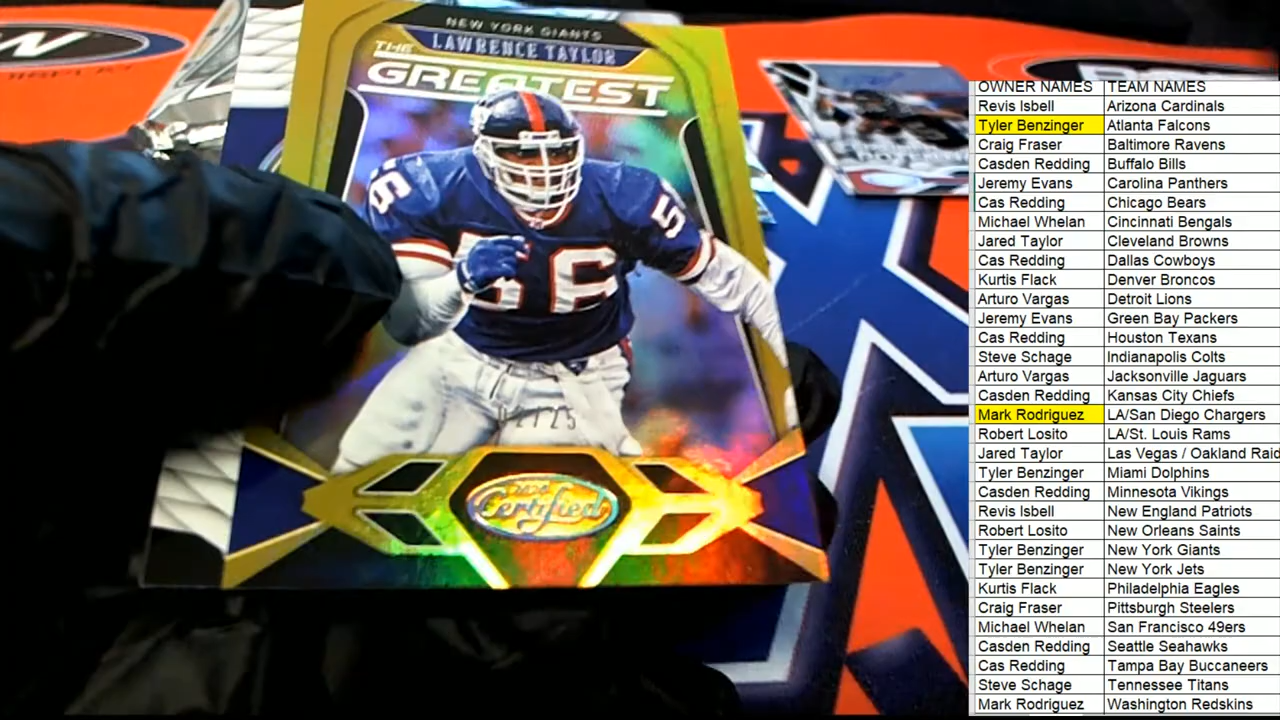 NEW YORK GIANTS
LAWRENCE TAYLOR
THE
GREATEST
56
56
56
Certified
OWNER NAMES TEAM NAMES
Revis Isbell Arizona Cardinals
Tyler Benzinger Atlanta Falcons
Craig Fraser Baltimore Ravens
Casden Redding Buffalo Bills
Jeremy Evans Carolina Panthers
Cas Redding Chicago Bears
Michael Whelan Cincinnati Bengals
Jared Taylor Cleveland Browns
Cas Redding Dallas Cowboys
Kurtis Flack Denver Broncos
Arturo Vargas Detroit Lions
Jeremy Evans Green Bay Packers
Cas Redding Houston Texans
Steve Schage Indianapolis Colts
Arturo Vargas Jacksonville Jaguars
Casden Redding Kansas City Chiefs
Mark Rodriguez LA/San Diego Chargers
Robert Losito LA/St. Louis Rams
Jared Taylor Las Vegas / Oakland Raid
Tyler Benzinger Miami Dolphins
Casden Redding Minnesota Vikings
Revis Isbell New England Patriots
Robert Losito New Orleans Saints
Tyler Benzinger New York Giants
Tyler Benzinger New York Jets
Kurtis Flack Philadelphia Eagles
Craig Fraser Pittsburgh Steelers
Michael Whelan San Francisco 49ers
Casden Redding Seattle Seahawks
Cas Redding Tampa Bay Buccaneers
Steve Schage Tennessee Titans
Mark Rodriguez Washington Redskins